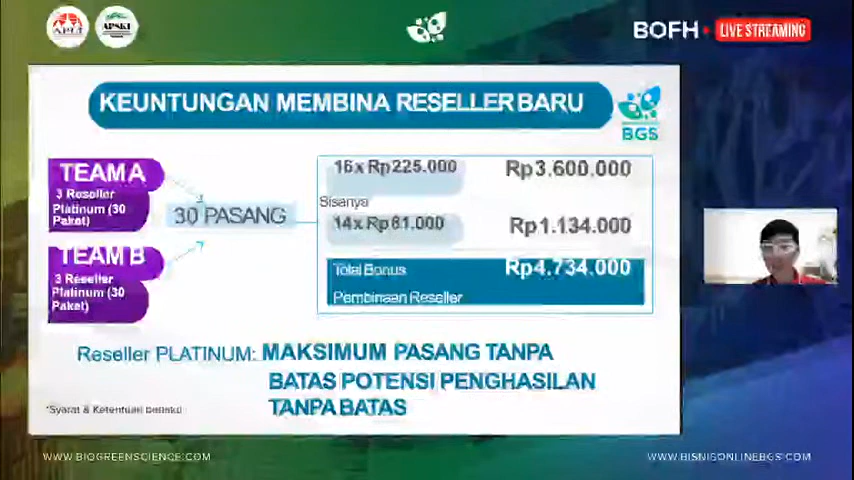 APLI
APSKI
BOFH • LIVE STREAMING
KEUNTUNGAN MEMBINA RESELLER BARU
BGS
TEAM A
3 Reseller
Platinum (30
Paket)
30 PASANG
TEAM B
3 Reseller
Platinum (30
Paket)
16x Rp225.000
Rp3.600.000
Sisanya
14x Rp81.000
Rp1.134.000
Total Bonus
Pembinaan Reseller
Rp4.734.000
Reseller PLATINUM: MAKSIMUM PASANG TANPA
BATAS POTENSI PENGHASILAN
TANPA BATAS
*Syarat & Ketentuan berlaku
WWW.BIOGREENSCIENCE.COM
WWW.BISNISONLINEBGS.COM